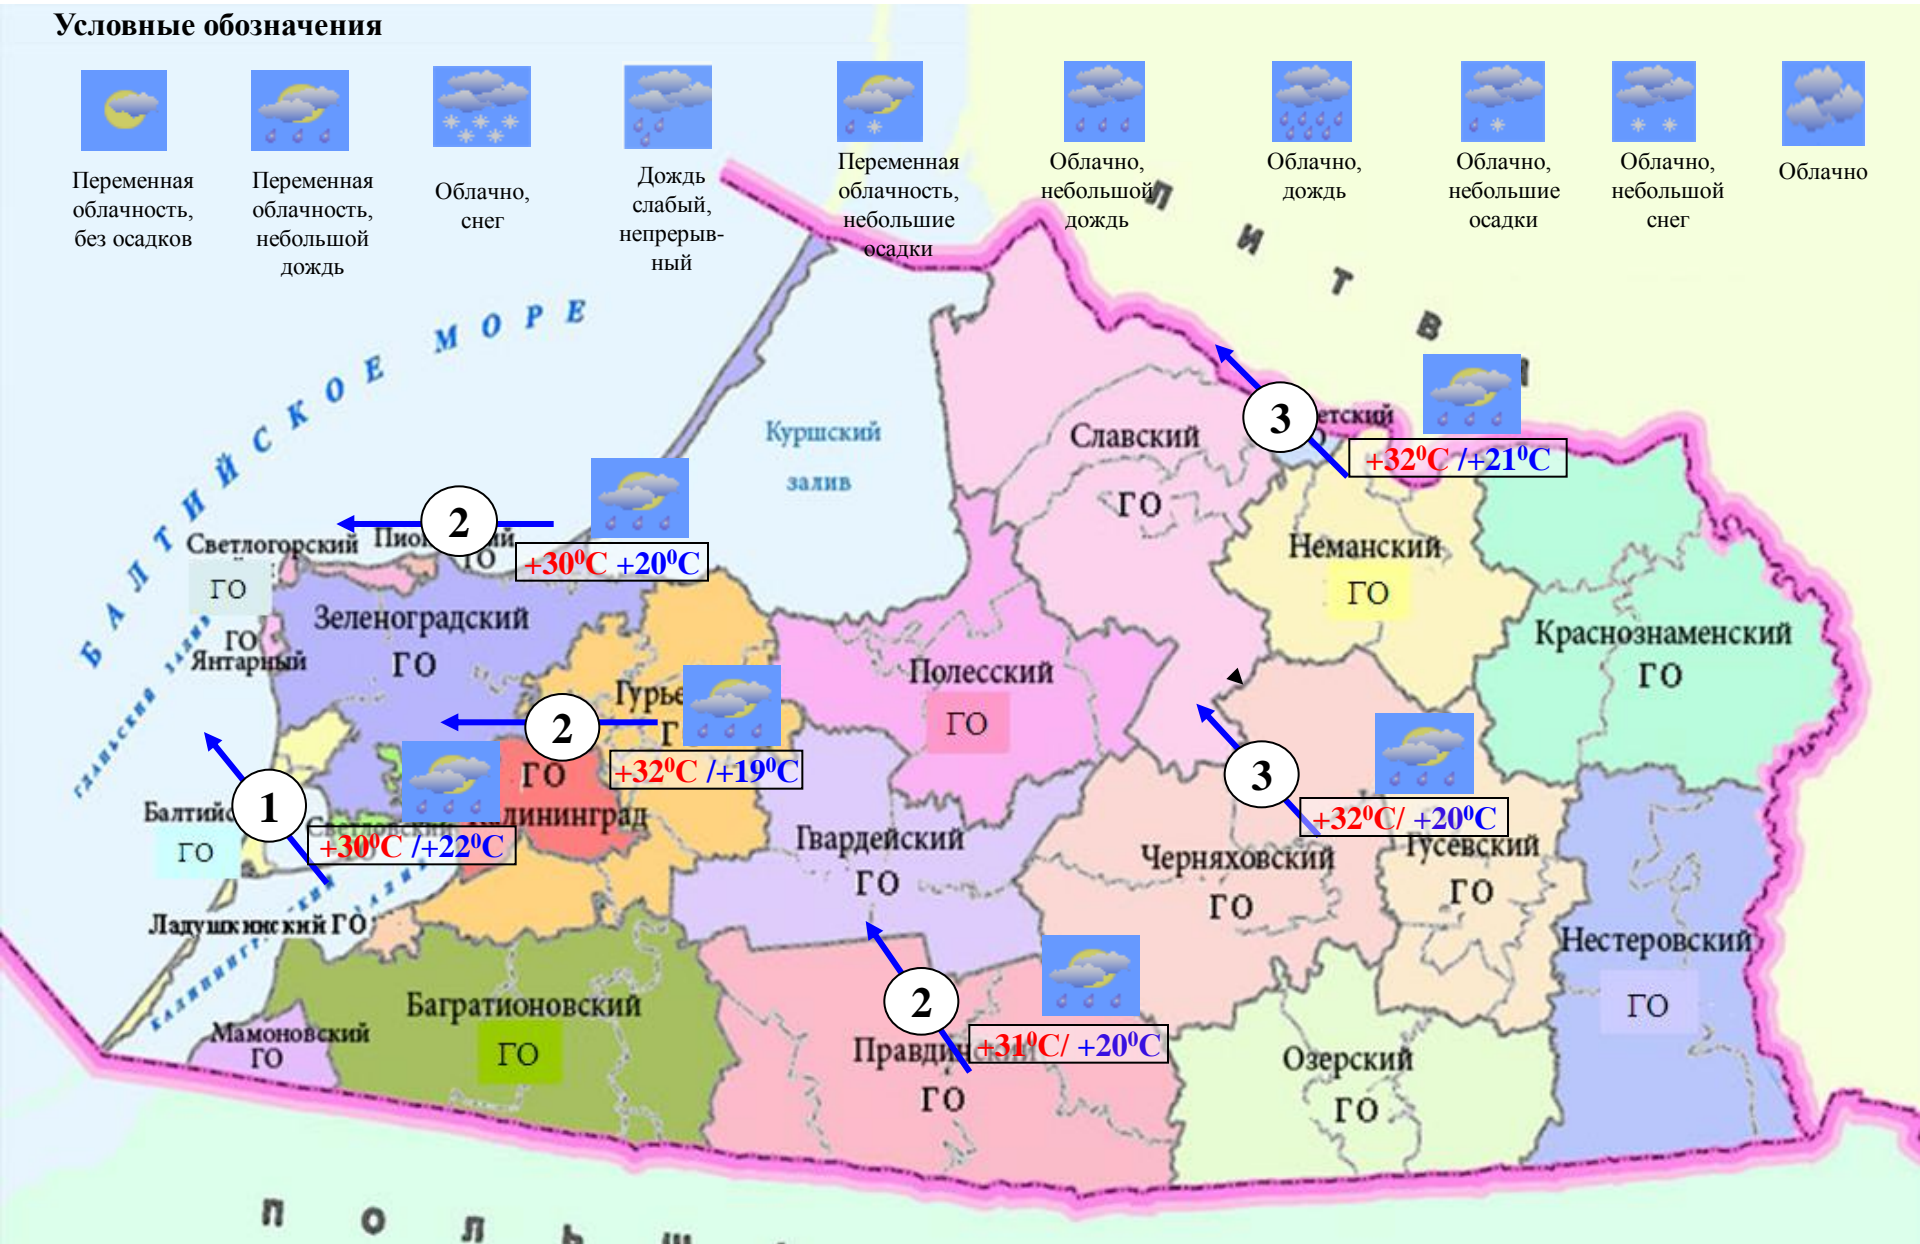 Условные обозначения
Переменная
облачность,
без осадков
Переменная
облачность,
небольшой
дождь
Облачно,
снег
Дождь
слабый,
непрерыв-
ный
Переменная
облачность,
небольшие
осадки
Облачно,
небольшой
дождь
Облачно,
дождь
Облачно,
небольшие
осадки
Облачно,
небольшой
снег
Облачно
ЛИТВ
БАЛТИЙСКОЕ МОРЕ
Куршский
залив
Славский
ГО
3
+32⁰С /+21⁰С
2
+30⁰С +20⁰С
Светлогорский
ГО
ГО
Зеленоградский
ГО
ГО
Янтарный
Неманский
ГО
Краснознаменский
ГО
Полесский
ГО
2
+32⁰С /+19⁰С
ГО
1
+30⁰С /+22⁰С
ГО
3
+32⁰С/ +20⁰С
Гвардейский
ГО
Черняховский
ГО
Гусевский
ГО
Ладушкинский ГО
Нестеровский
ГО
Багратионовский
ГО
Мамоновский
ГО
2
+31⁰С/ +20⁰С
ГО
Озерский
ГО